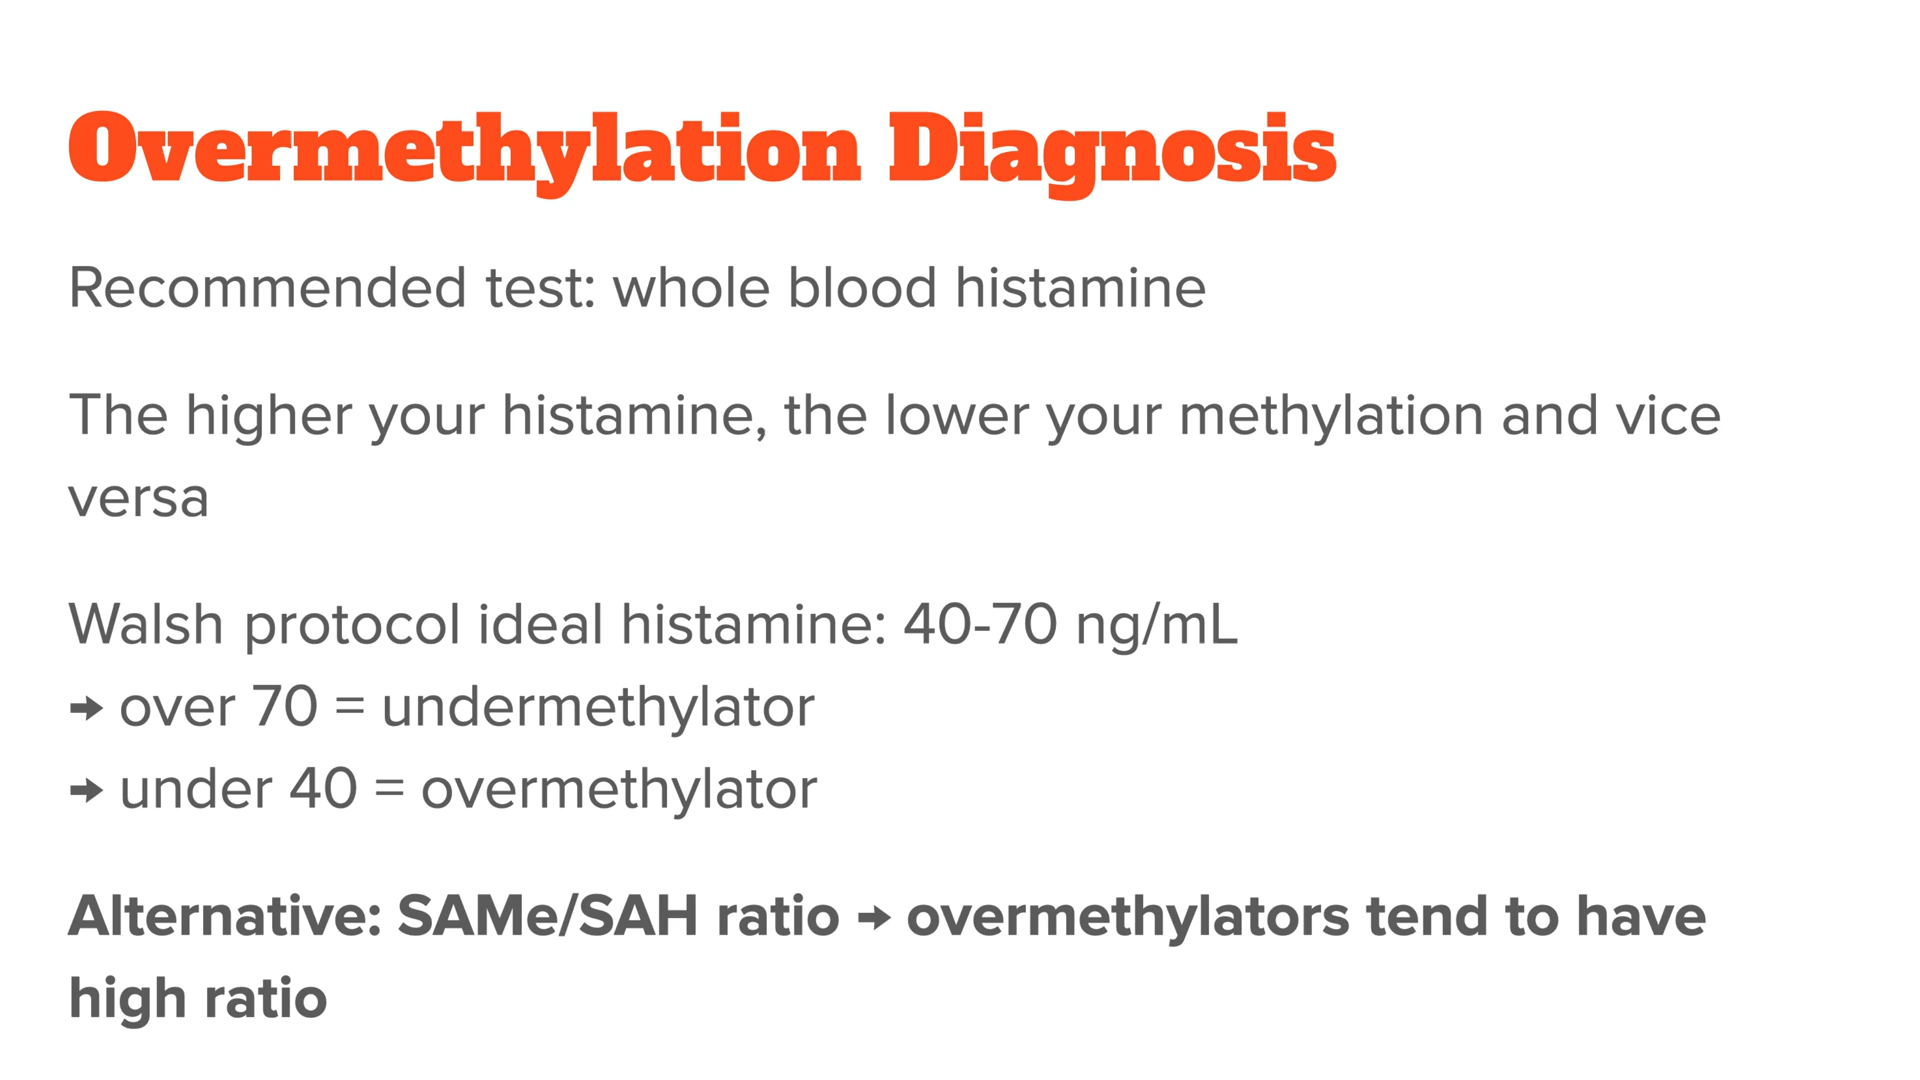 Overmethylation Diagnosis
Recommended test: whole blood histamine
The higher your histamine, the lower your methylation and vice
versa
Walsh protocol ideal histamine: 40-70 ng/mL
→ over 70 = undermethylator
→ under 40 = overmethylator
Alternative: SAMe/SAH ratio → overmethylators tend to have
high ratio